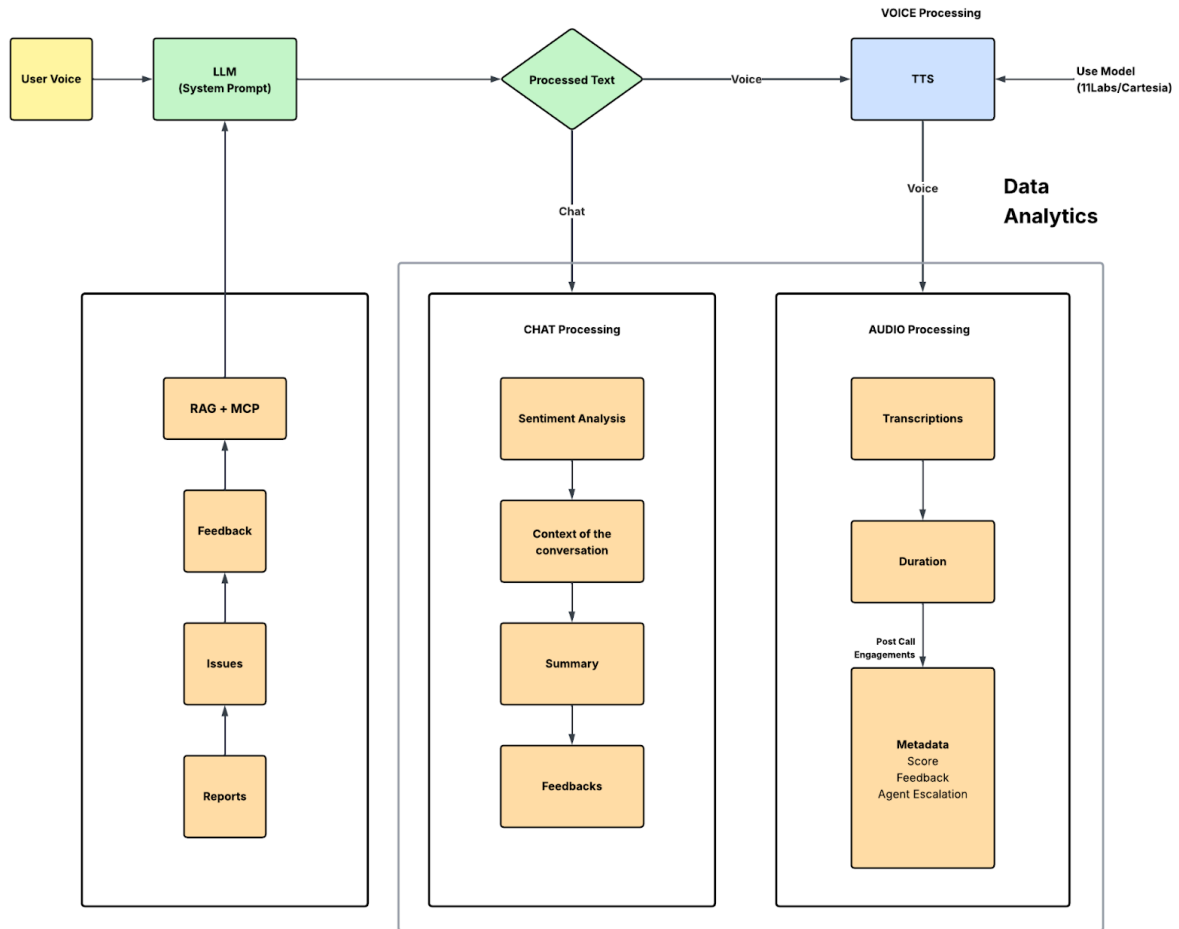 VOICE Processing
User Voice
LLM
(System Prompt)
Processed Text
Voice
TTS
Use Model
(11Labs/Cartesia)
Chat
Voice
Data
Analytics
RAG + MCP
Feedback
Issues
Reports
CHAT Processing
Sentiment Analysis
Context of the
conversation
Summary
Feedbacks
AUDIO Processing
Transcriptions
Duration
Post Call
Engagements
Metadata
Score
Feedback
Agent Escalation